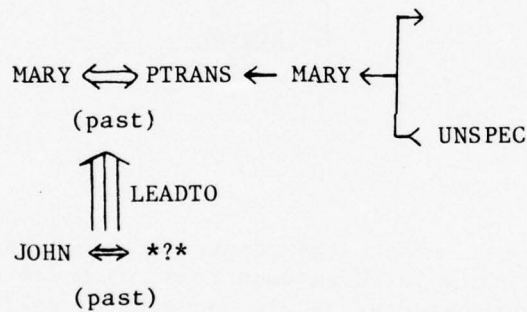 MARY PTRANS MARY
UNSPEC
(past)
LEADTO
JOHN *?*
(past)